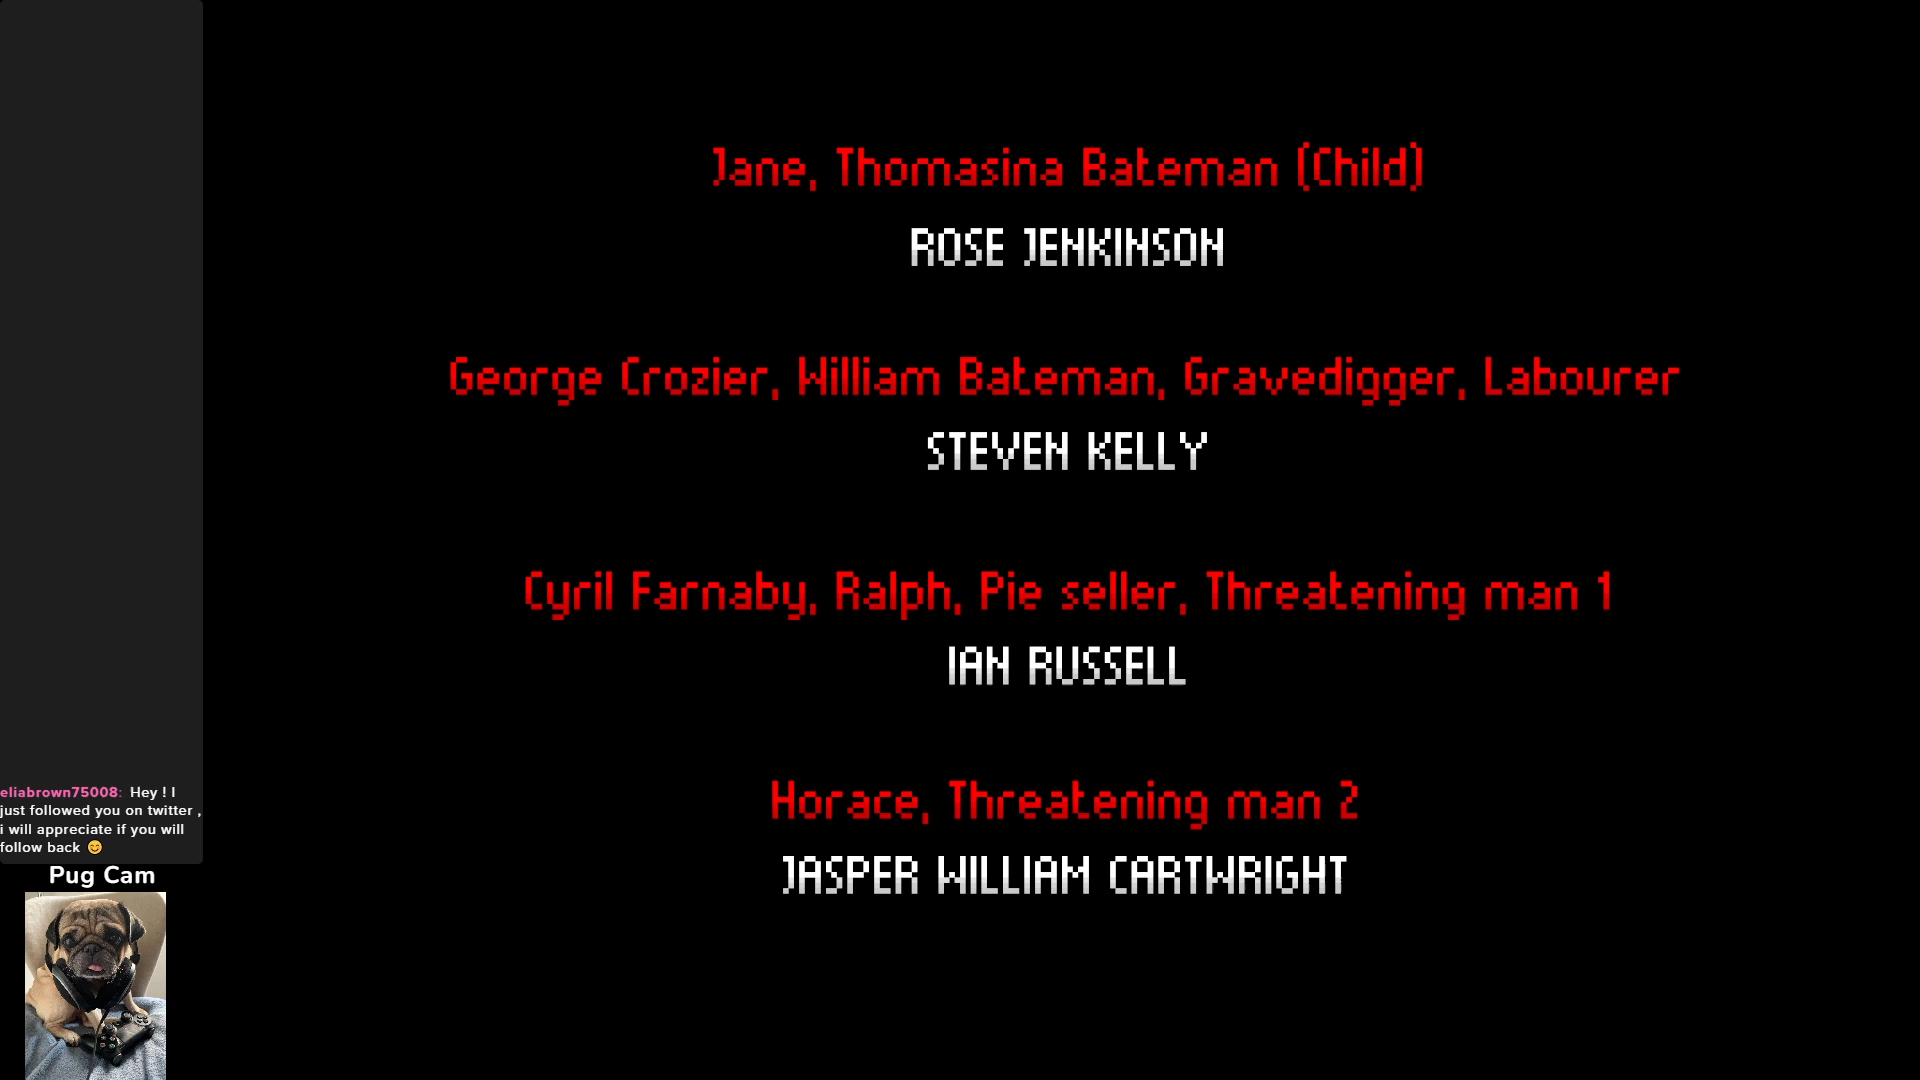 Jane, Thomasina Bateman (Child)
ROSE JENKINSON
George Crozier, William Bateman, Gravedigger, Labourer
STEVEN KELLY
Cyril Farnaby, Ralph, Pie seller, Threatening man 1
IAN RUSSELL
Horace, Threatening man 2
JASPER WILLIAM CARTWRIGHT
eliabrown75008: Hey ! I
just followed you on twitter ,
i will appreciate if you will
follow back 😊
Pug Cam